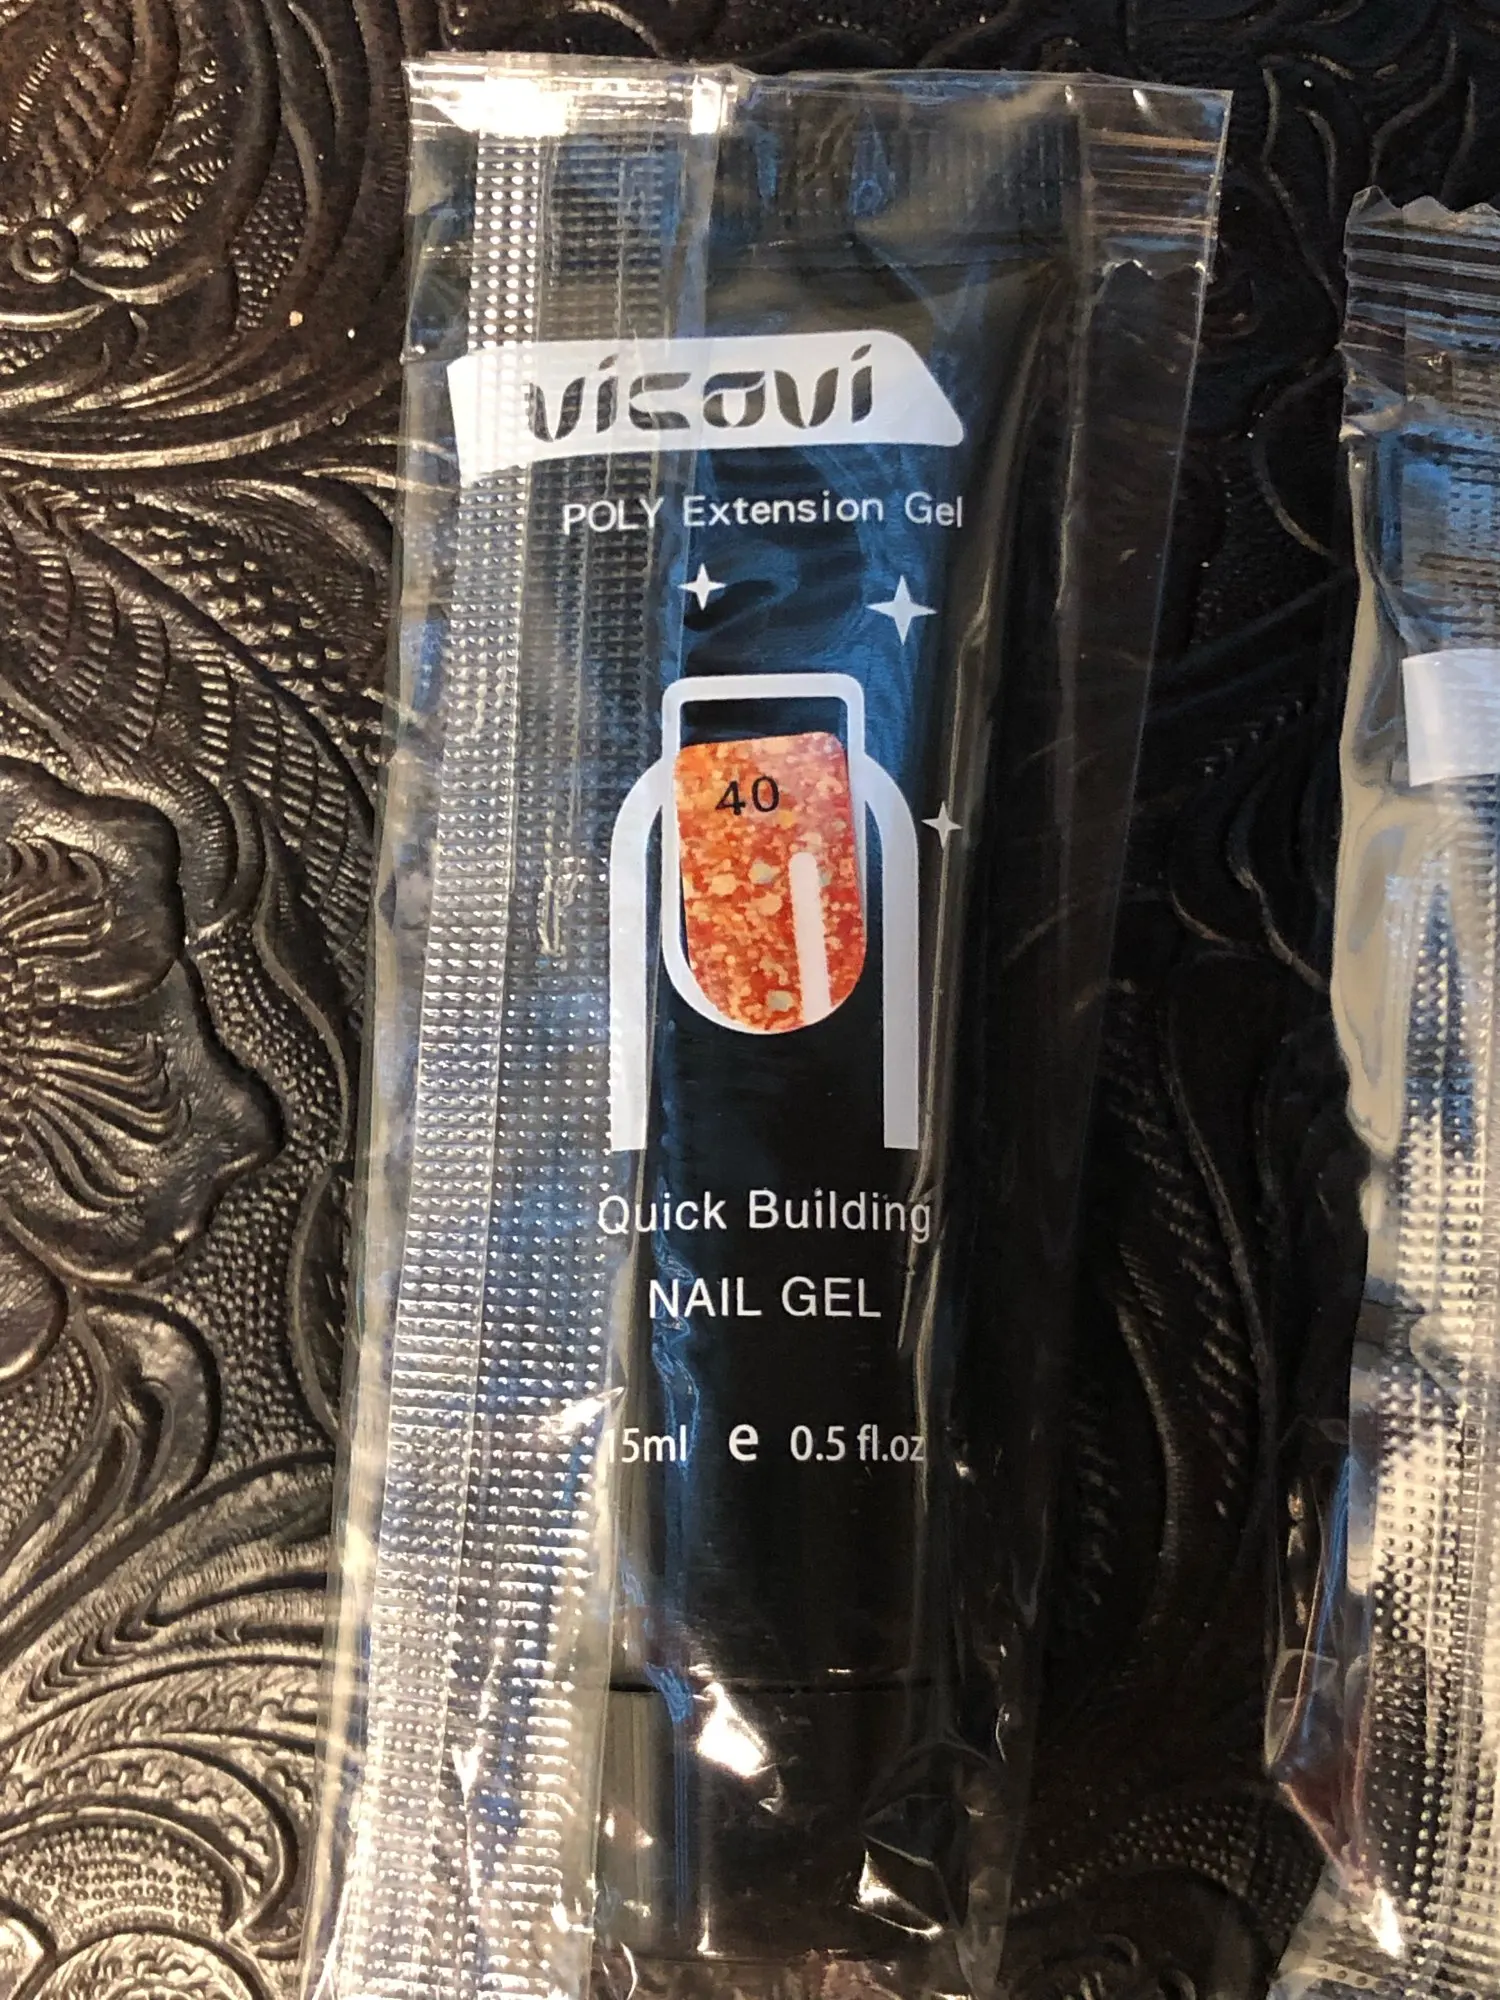 vicovi
POLY Extension Gel
40
Quick Building
NAIL GEL
15ml e 0.5 fl.oz